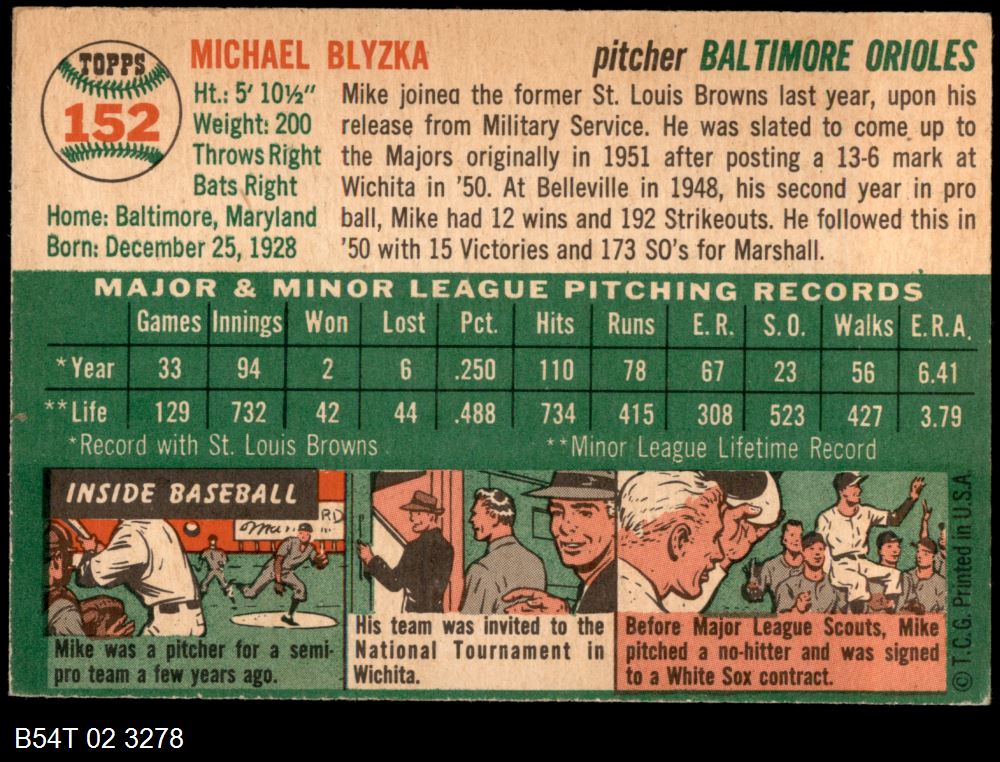 TOPPS
152
MICHAEL BLYZKA
pitcher BALTIMORE ORIOLES
Ht.: 5' 10½"
Weight: 200
Throws Right
Bats Right
Home: Baltimore, Maryland
Born: December 25, 1928
Mike joined the former St. Louis Browns last year, upon his
release from Military Service. He was slated to come up to
the Majors originally in 1951 after posting a 13-6 mark at
Wichita in '50. At Belleville in 1948, his second year in pro
ball, Mike had 12 wins and 192 Strikeouts. He followed this in
'50 with 15 Victories and 173 SO's for Marshall.
MAJOR & MINOR LEAGUE PITCHING RECORDS
Games Innings Won Lost Pct. Hits Runs E.R. S.O. Walks E.R.A.
*Year 33 94 2 6 .250 110 78 67 23 56 6.41
**Life 129 732 42 44 .488 734 415 308 523 427 3.79
*Record with St. Louis Browns **Minor League Lifetime Record
INSIDE BASEBALL
Mike was a pitcher for a semi-
pro team a few years ago.
His team was invited to the
National Tournament in
Wichita.
Before Major League Scouts, Mike
pitched a no-hitter and was signed
to a White Sox contract.
© T.C.G. Printed in U.S.A.
B54T 02 3278